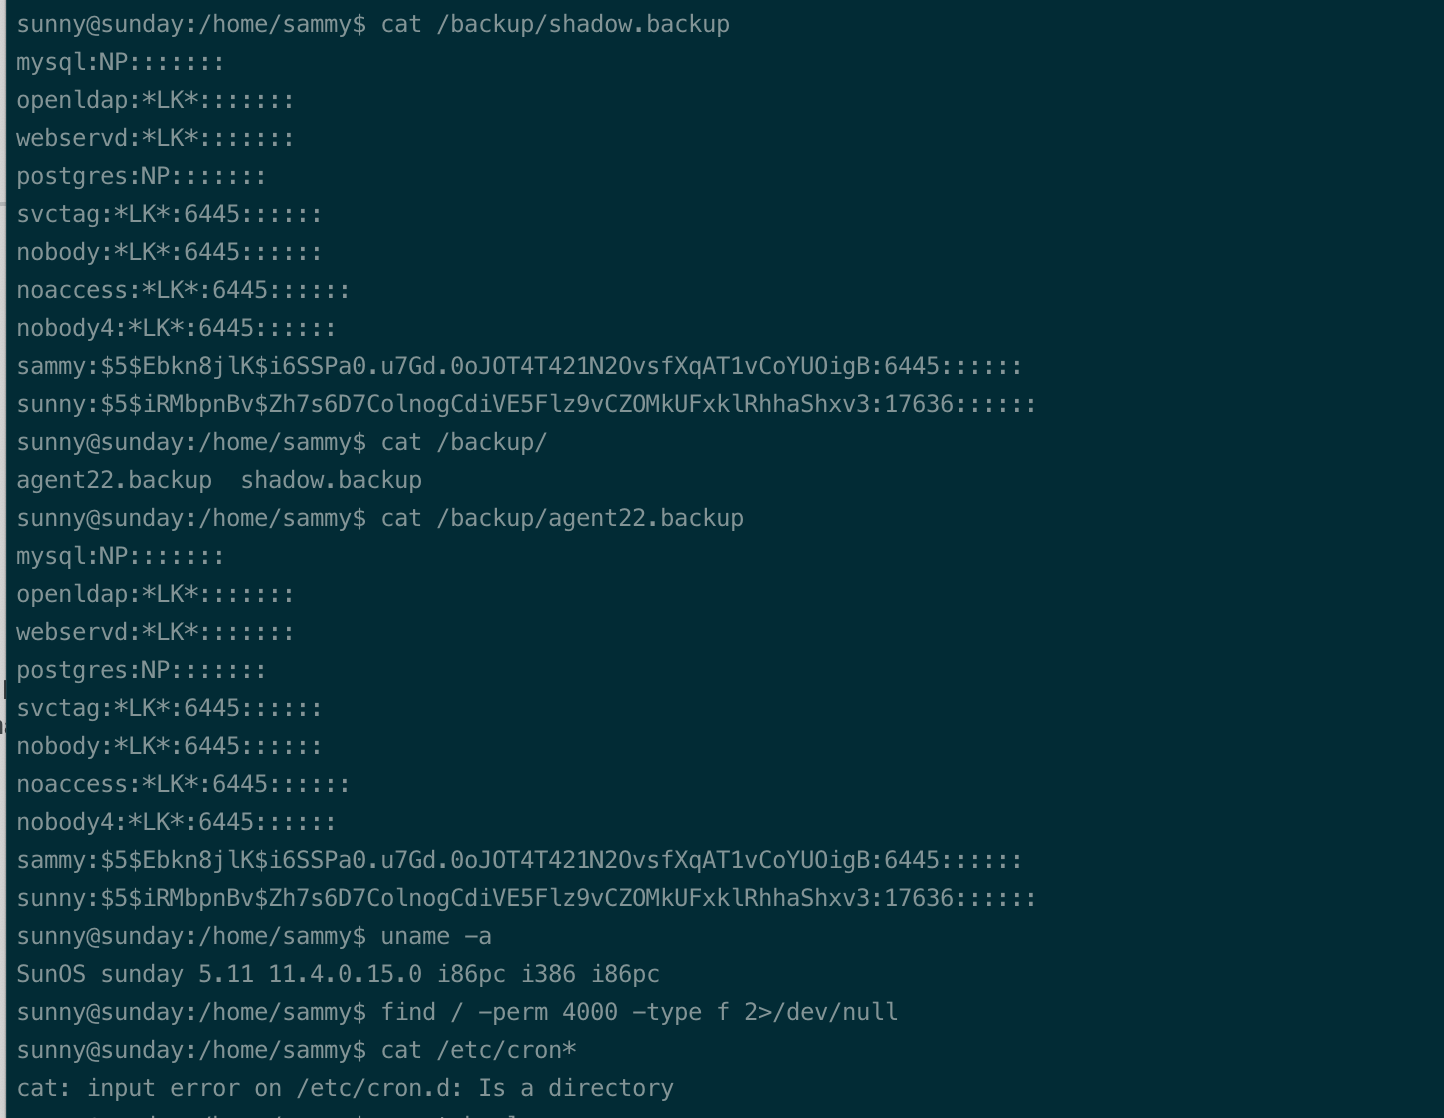 sunny@sunday:/home/sammy$ cat /backup/shadow.backup
mysql:NP:::::::
openldap:*LK*:::::::
webservd:*LK*:::::::
postgres:NP:::::::
svctag:*LK*:6445::::::
nobody:*LK*:6445::::::
noaccess:*LK*:6445::::::
nobody4:*LK*:6445::::::
sammy:$5$Ebkn8jlK$i6SSPa0.u7Gd.0oJOT4T421N2OvsfXqAT1vCoYUOigB:6445::::::
sunny:$5$iRMbpnBv$Zh7s6D7ColnogCdiVE5Flz9vCZOMkUFxklRhhaShxv3:17636::::::
sunny@sunday:/home/sammy$ cat /backup/
agent22.backup  shadow.backup
sunny@sunday:/home/sammy$ cat /backup/agent22.backup
mysql:NP:::::::
openldap:*LK*:::::::
webservd:*LK*:::::::
postgres:NP:::::::
svctag:*LK*:6445::::::
nobody:*LK*:6445::::::
noaccess:*LK*:6445::::::
nobody4:*LK*:6445::::::
sammy:$5$Ebkn8jlK$i6SSPa0.u7Gd.0oJOT4T421N2OvsfXqAT1vCoYUOigB:6445::::::
sunny:$5$iRMbpnBv$Zh7s6D7ColnogCdiVE5Flz9vCZOMkUFxklRhhaShxv3:17636::::::
sunny@sunday:/home/sammy$ uname -a
SunOS sunday 5.11 11.4.0.15.0 i86pc i386 i86pc
sunny@sunday:/home/sammy$ find / -perm 4000 -type f 2>/dev/null
sunny@sunday:/home/sammy$ cat /etc/cron*
cat: input error on /etc/cron.d: Is a directory